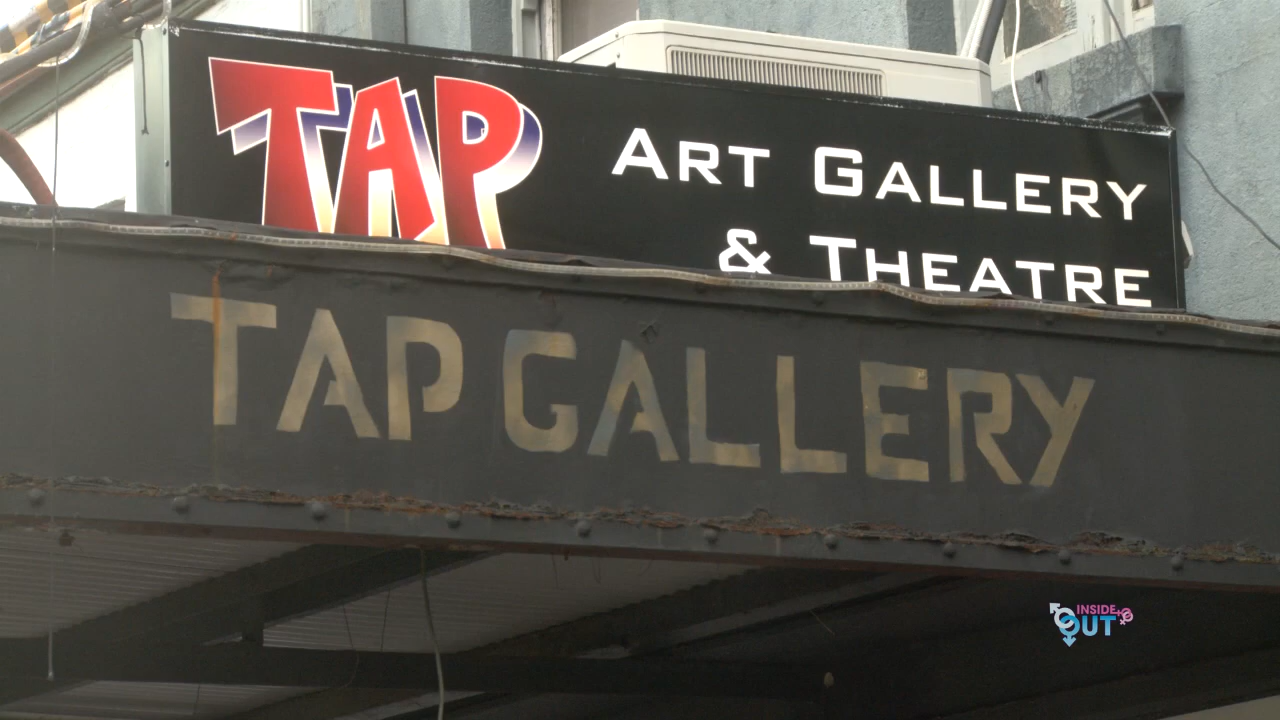 TAP
ART GALLERY
& THEATRE
TAP GALLERY
INSIDE
OUT